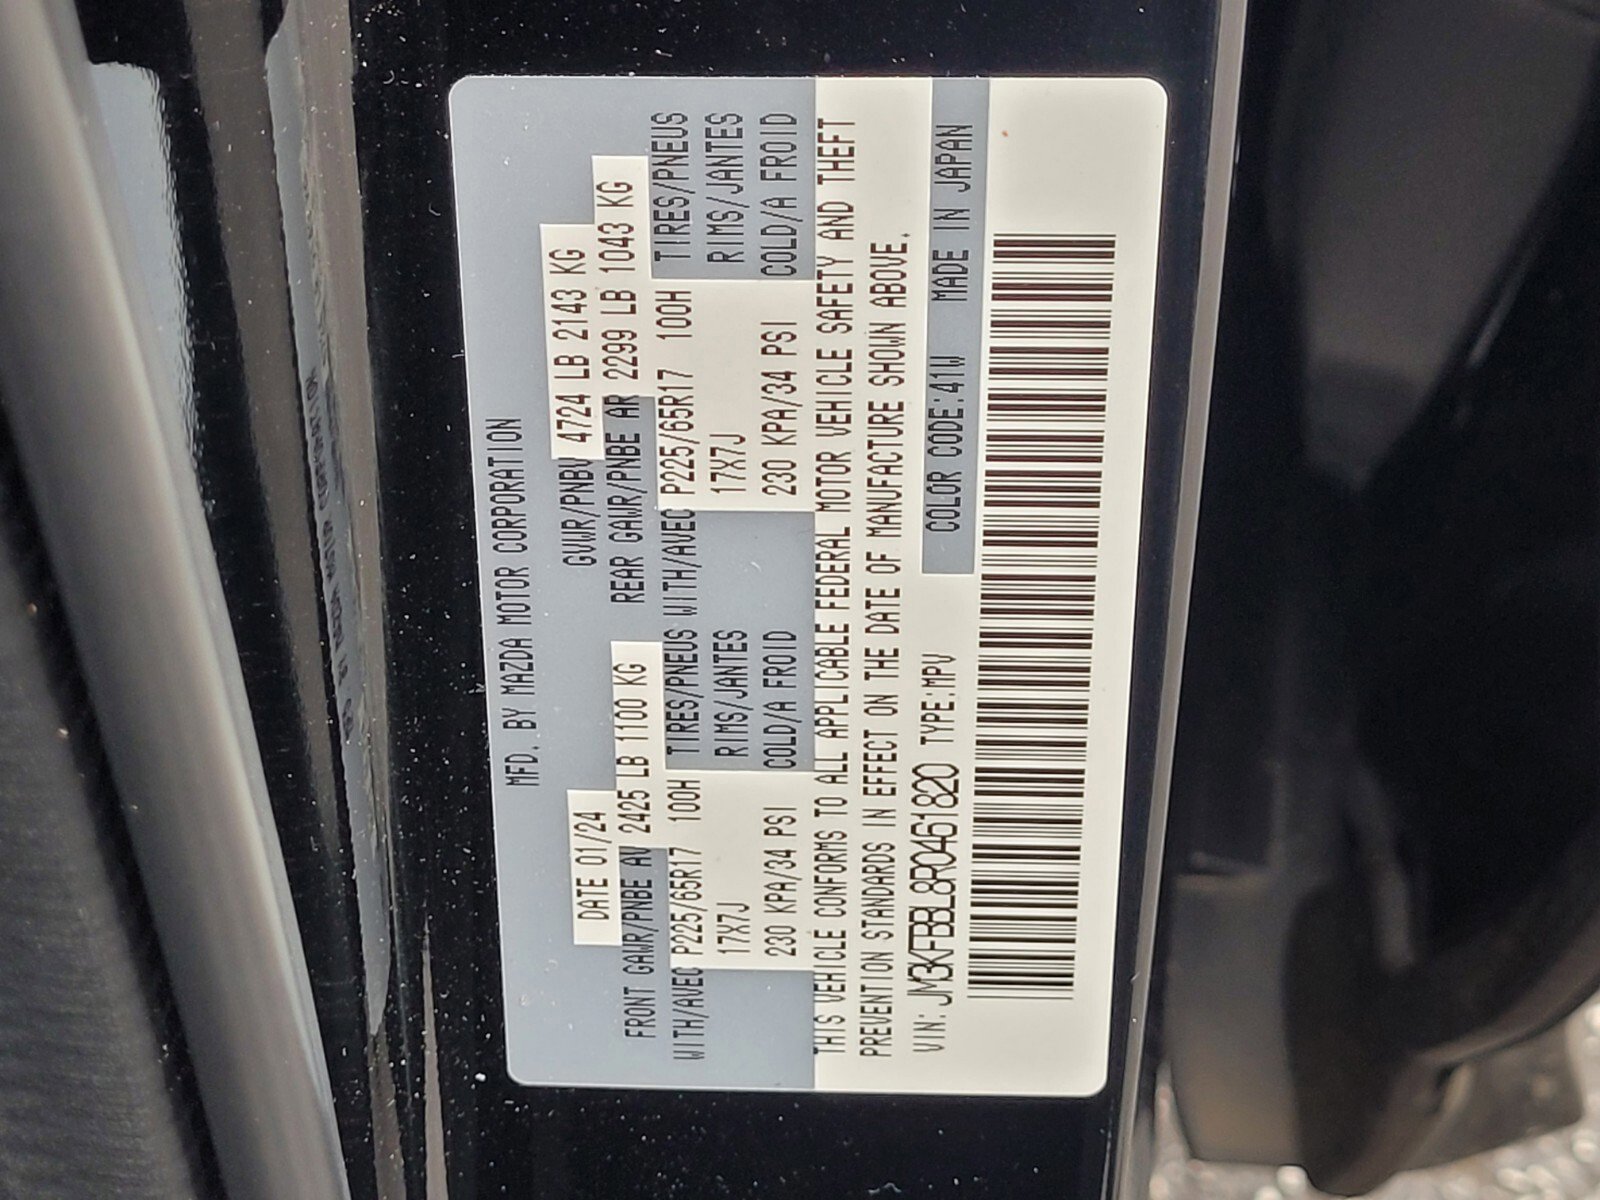 MFD. BY MAZDA MOTOR CORPORATION
DATE 01/24 GVWR/PNBV 4724 LB 2143 KG
FRONT GAWR/PNBE AV 2425 LB 1100 KG REAR GAWR/PNBE AR 2299 LB 1043 KG
WITH/AVEC P225/65R17 100H TIRES/PNEUS WITH/AVEC P225/65R17 100H TIRES/PNEUS
17X7J RIMS/JANTES 17X7J RIMS/JANTES
230 KPA/34 PSI COLD/A FROID 230 KPA/34 PSI COLD/A FROID
THIS VEHICLE CONFORMS TO ALL APPLICABLE FEDERAL MOTOR VEHICLE SAFETY AND THEFT
PREVENTION STANDARDS IN EFFECT ON THE DATE OF MANUFACTURE SHOWN ABOVE.
VIN: JM3KFBBL8R0461820 TYPE:MPV COLOR CODE:41W MADE IN JAPAN